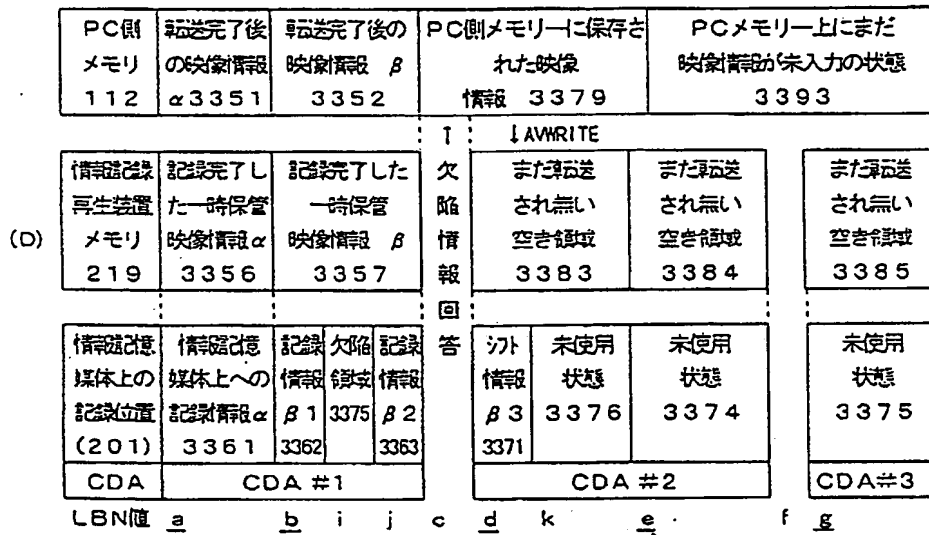 PC側
メモリ
112
転送完了後
の映像情報
α3351
転送完了後の
映像情報 β
3352
PC側メモリーに保存さ
れた映像
情報 3379
PCメモリー上にまだ
映像情報が未入力の状態
3393
↓AVWRITE
(D)
情報記録
再生装置
メモリ
219
記録完了し
た一時保管
映像情報α
3356
記録完了した
一時保管
映像情報 β
3357
欠陥情報回答
まだ転送
され無い
空き領域
3383
まだ転送
され無い
空き領域
3384
まだ転送
され無い
空き領域
3385
情報記憶
媒体上の
記録位置
(201)
情報記憶
媒体上への
記録情報α
3361
記録
情報
β1
3362
欠陥
領域
3375
記録
情報
β2
3363
シフト
情報
β3
3371
未使用
状態
3376
未使用
状態
3374
未使用
状態
3375
CDA
CDA #1
CDA #2
CDA#3
LBN値 a b i j c d k e f g